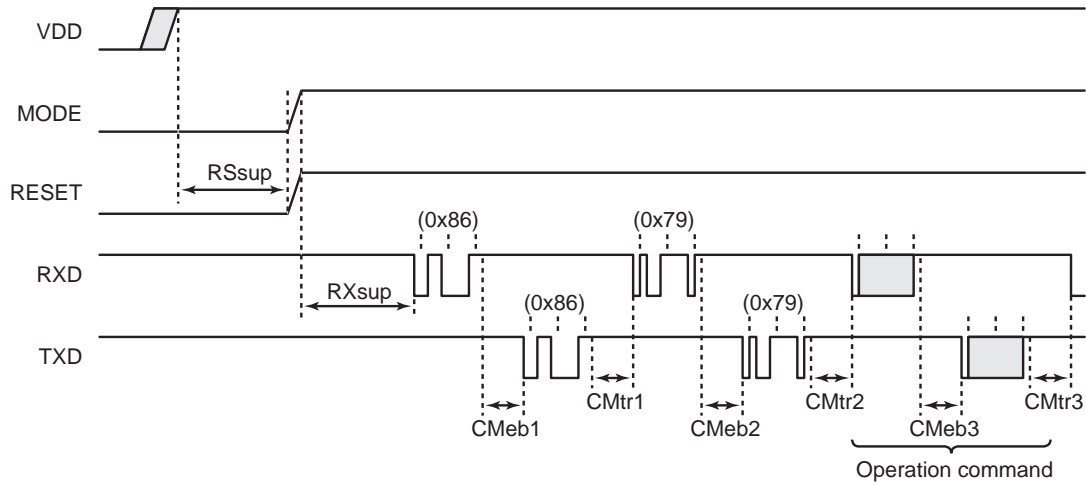 VDD
MODE
RSsup
RESET
(0x86)
(0x79)
RXD
RXsup
(0x86)
(0x79)
TXD
CMtr1
CMtr2
CMtr3
CMeb1
CMeb2
CMeb3
Operation command